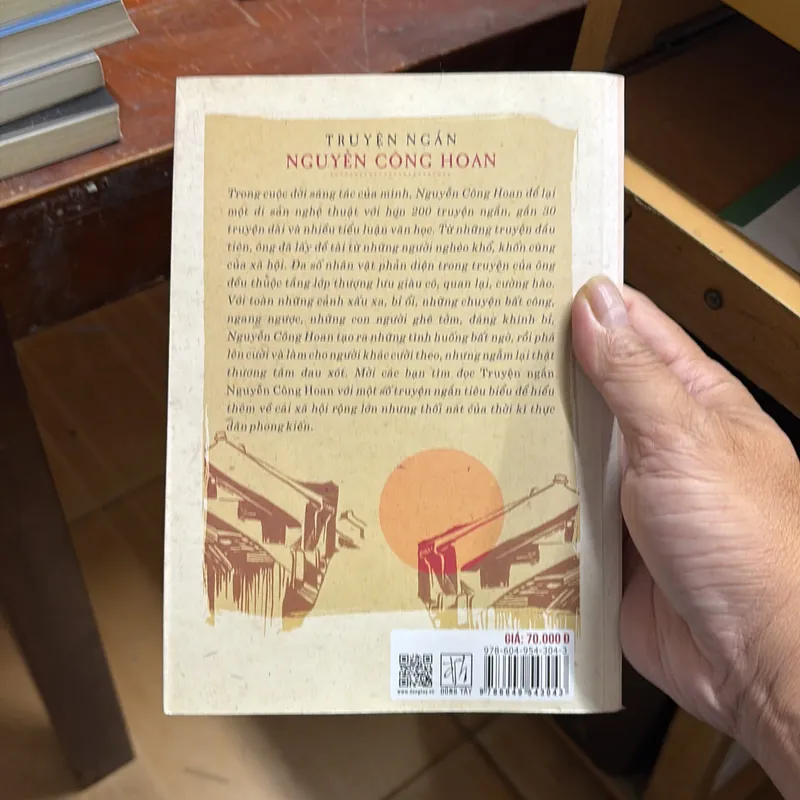 TRUYỆN NGẮN
NGUYỄN CÔNG HOAN
Trong cuộc đời sáng tác của mình, Nguyễn Công Hoan để lại
một di sản nghệ thuật với hơn 200 truyện ngắn, gần 30
truyện dài và nhiều tiểu luận văn học. Từ những truyện đầu
tiên, ông đã lấy đề tài từ những người nghèo khổ, khốn cùng
của xã hội. Đa số nhân vật phản diện trong truyện của ông
đều thuộc tầng lớp thượng lưu giàu có, quan lại, cường hào.
Với toàn những cảnh xấu xa, bỉ ổi, những chuyện bất công,
ngang ngược, những con người ghê tởm, đáng khinh bỉ,
Nguyễn Công Hoan tạo ra những tình huống bất ngờ, rồi phá
lên cười và làm cho người khác cười theo, nhưng ngẫm lại thật
thương tâm đau xót. Mời các bạn tìm đọc Truyện ngắn
Nguyễn Công Hoan với một số truyện ngắn tiêu biểu để hiểu
thêm về cái xã hội rộng lớn nhưng thối nát của thời kì thực
dân phong kiến.
GIÁ: 70.000 Đ
978-604-954-304-3
www.dongtay.vn
ĐÔNG TÂY
9 786049 543043